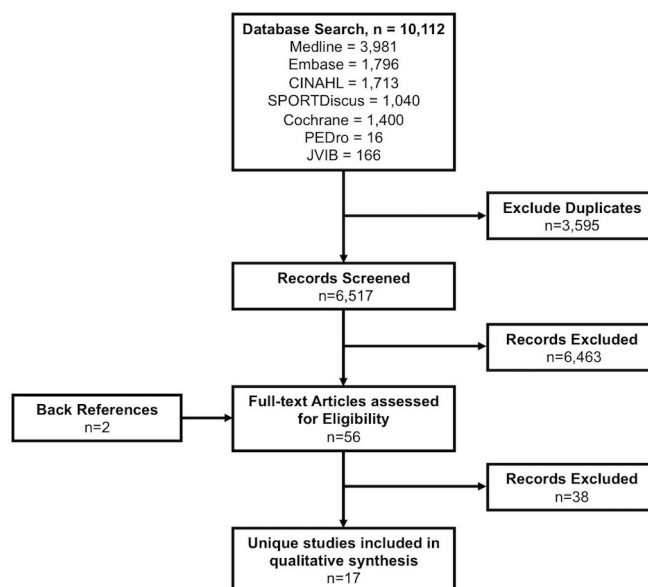 Database Search, n = 10,112
Medline = 3,981
Embase = 1,796
CINAHL = 1,713
SPORTDiscus = 1,040
Cochrane = 1,400
PEDro = 16
JVIB = 166
Exclude Duplicates
n=3,595
Records Screened
n=6,517
Records Excluded
n=6,463
Back References
n=2
Full-text Articles assessed
for Eligibility
n=56
Records Excluded
n=38
Unique studies included in
qualitative synthesis
n=17